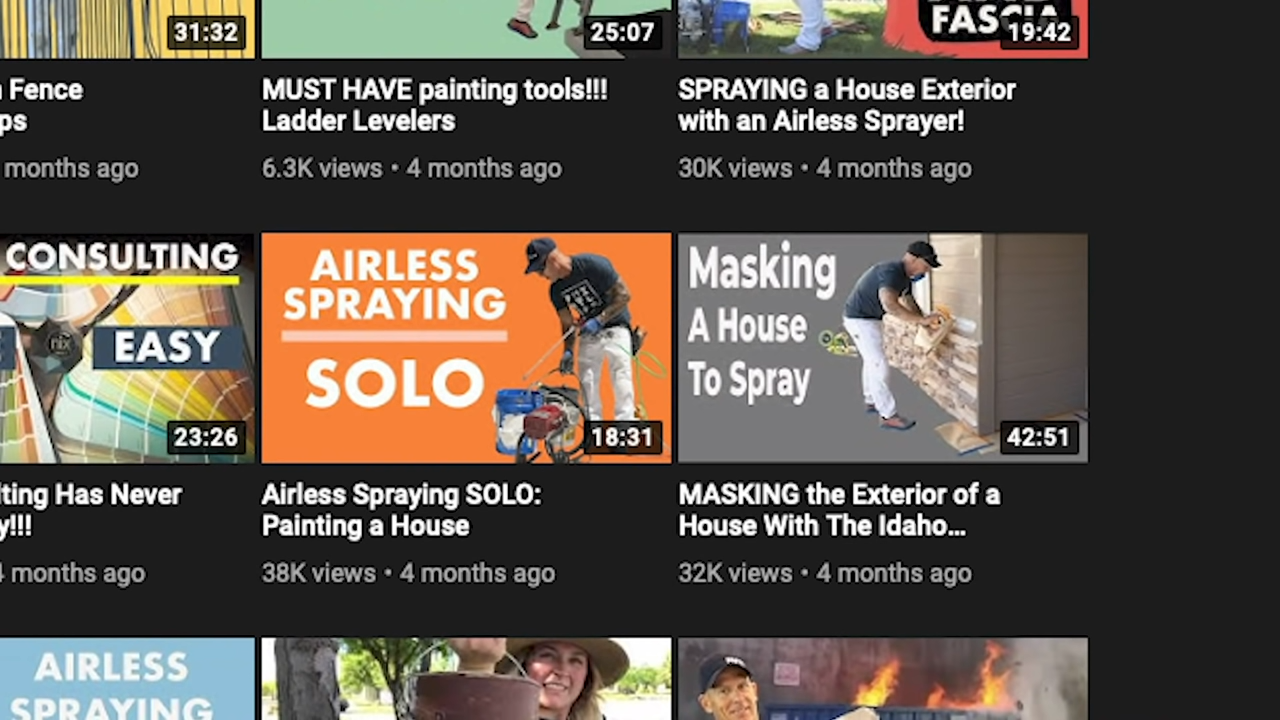 31:32
25:07
FASCIA
19:42
Fence
ps
months ago
MUST HAVE painting tools!!!
Ladder Levelers
6.3K views • 4 months ago
SPRAYING a House Exterior
with an Airless Sprayer!
30K views • 4 months ago
CONSULTING
nix
EASY
23:26
AIRLESS
SPRAYING
SOLO
18:31
Masking
A House
To Spray
42:51
lting Has Never
y!!!
4 months ago
Airless Spraying SOLO:
Painting a House
38K views • 4 months ago
MASKING the Exterior of a
House With The Idaho…
32K views • 4 months ago
AIRLESS
SPRAYING